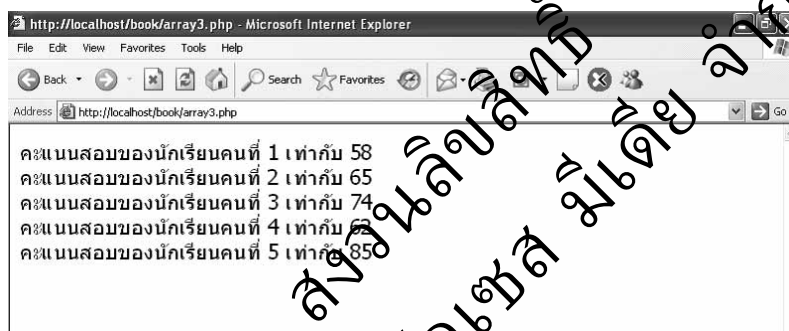 http://localhost/book/array3.php - Microsoft Internet Explorer
File Edit View Favorites Tools Help
Back Search Favorites
Address http://localhost/book/array3.php Go
คะแนนสอบของนักเรียนคนที่ 1 เท่ากับ 58
คะแนนสอบของนักเรียนคนที่ 2 เท่ากับ 65
คะแนนสอบของนักเรียนคนที่ 3 เท่ากับ 74
คะแนนสอบของนักเรียนคนที่ 4 เท่ากับ 62
คะแนนสอบของนักเรียนคนที่ 5 เท่ากับ 85
สงวนลิขสิทธิ์
มีเดีย